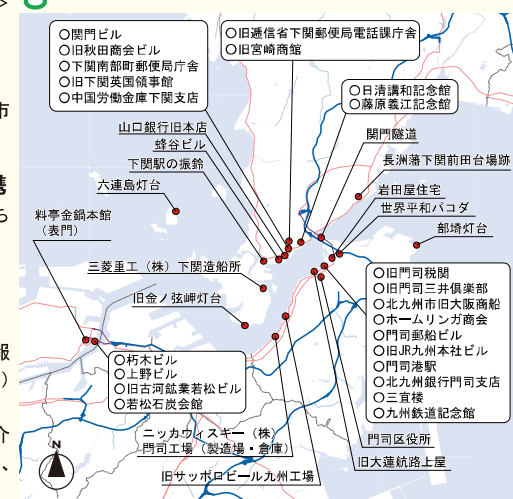 ○関門ビル
○旧秋田商会ビル
○下関南部町郵便局庁舎
○旧下関英国領事館
○中国労働金庫下関支店
○旧逓信省下関郵便局電話課庁舎
○旧宮崎商館
○日清講和記念館
○藤原義江記念館
山口銀行旧本店
蜂谷ビル
下関駅の振鈴
六連島灯台
料亭金鍋本館
(表門)
関門隧道
長洲藩下関前田台場跡
岩田屋住宅
世界平和パコダ
部埼灯台
三菱重工(株)下関造船所
旧金ノ弦岬灯台
○旧門司税関
○旧門司三井倶楽部
○北九州市旧大阪商船
○ホームリンガ商会
○門司郵船ビル
○旧JR九州本社ビル
○門司港駅
○北九州銀行門司支店
○三宜楼
○九州鉄道記念館
○朽木ビル
○上野ビル
○旧古河鉱業若松ビル
○若松石炭会館
ニッカウィスキー(株)
門司工場(製造場・倉庫)
旧サッポロビール九州工場
門司区役所
旧大蓮航路上屋
N
市
携
ち
報
)
介
、